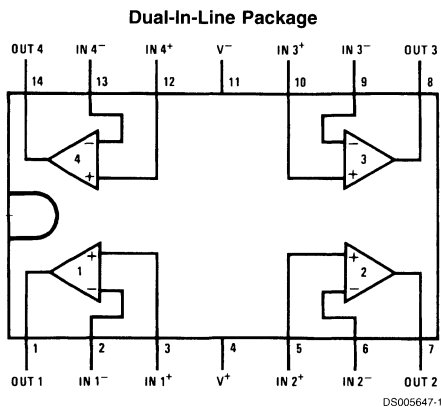 Dual-In-Line Package
OUT 4 IN 4⁻ IN 4⁺ V⁻ IN 3⁺ IN 3⁻ OUT 3
14 13 12 11 10 9 8
4 − + − + 3
1 + − + − 2
1 2 3 4 5 6 7
OUT 1 IN 1⁻ IN 1⁺ V⁺ IN 2⁺ IN 2⁻ OUT 2
DS005647-1